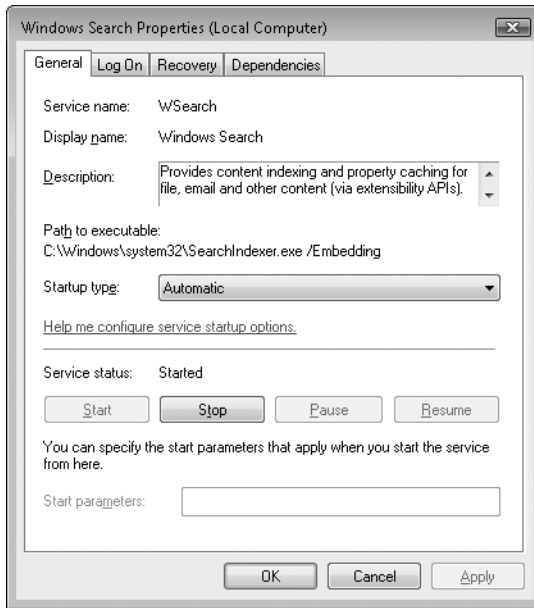 Windows Search Properties (Local Computer)
General Log On Recovery Dependencies
Service name: WSearch
Display name: Windows Search
Description: Provides content indexing and property caching for
file, email and other content (via extensibility APIs).
Path to executable:
C:\Windows\system32\SearchIndexer.exe /Embedding
Startup type: Automatic
Help me configure service startup options.
Service status: Started
Start Stop Pause Resume
You can specify the start parameters that apply when you start the service
from here.
Start parameters:
OK Cancel Apply